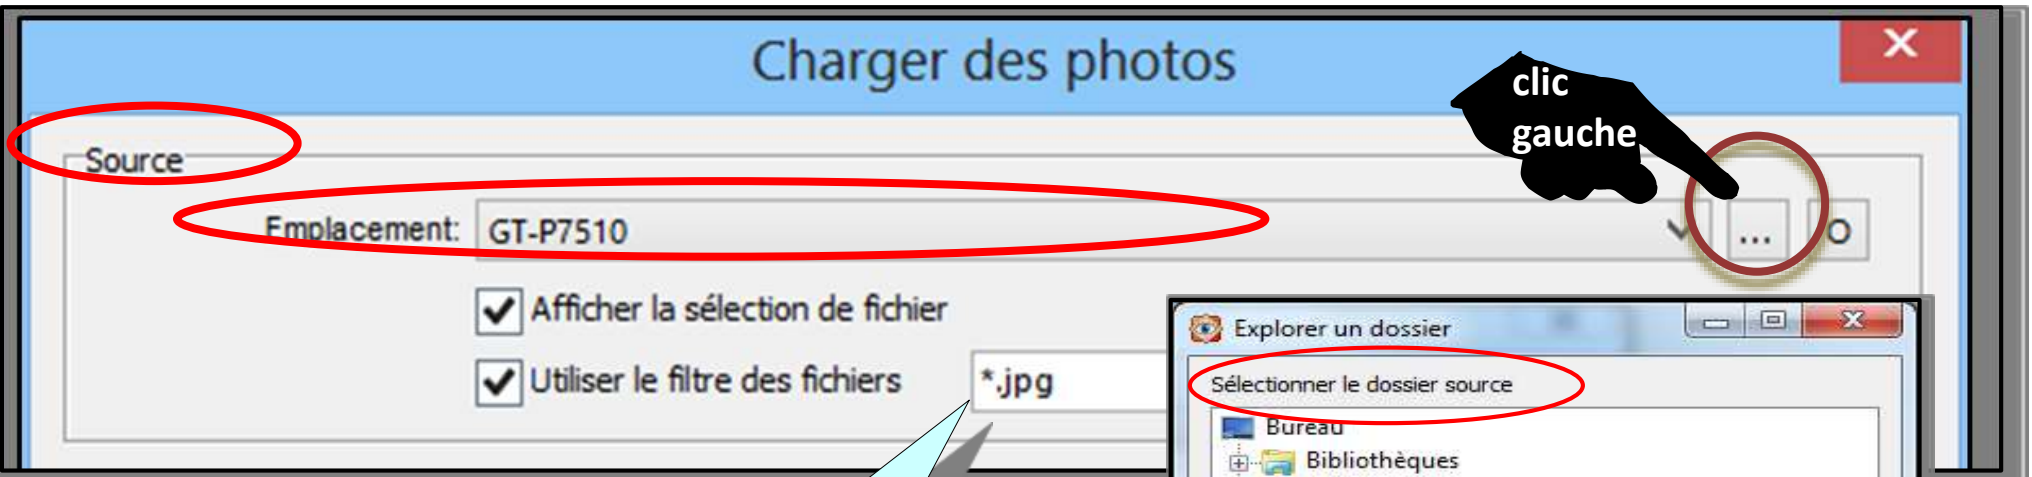 Charger des photos
clic
gauche
Source
Emplacement: GT-P7510
...
O
Afficher la sélection de fichier
Utiliser le filtre des fichiers *.jpg
Explorer un dossier
Sélectionner le dossier source
Bureau
Bibliothèques